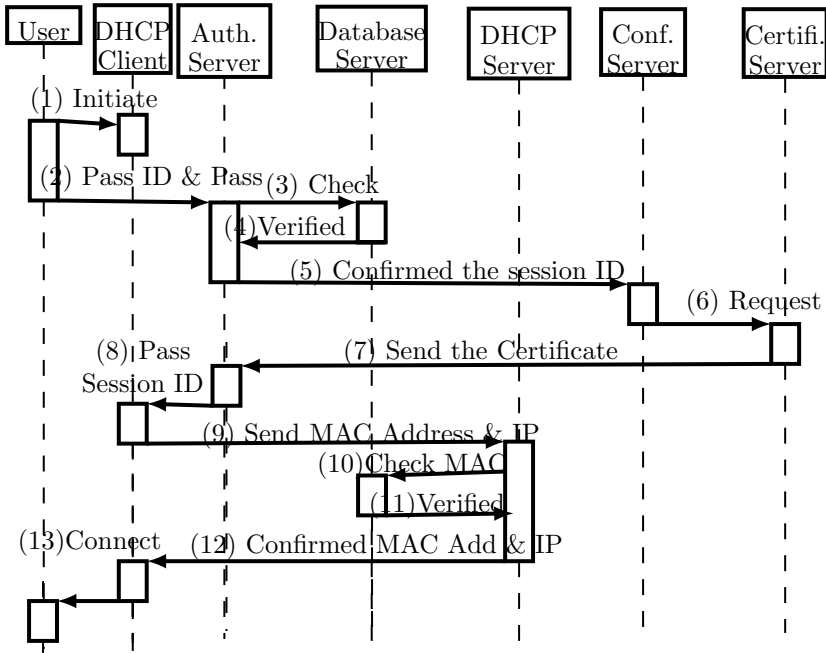 User
DHCP
Client
Auth.
Server
Database
Server
DHCP
Server
Conf.
Server
Certifi.
Server
(1) Initiate
(2) Pass ID & Pass
(3) Check
(4)Verified
(5) Confirmed the session ID
(6) Request
(7) Send the Certificate
(8) Pass
Session ID
(9) Send MAC Address & IP
(10)Check MAC
(11)Verified
(12) Confirmed MAC Add & IP
(13)Connect